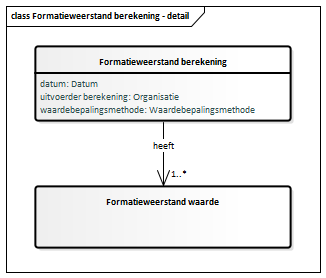 class Formatieweerstand berekening - detail
Formatieweerstand berekening
datum: Datum
uitvoerder berekening: Organisatie
waardebepalingsmethode: Waardebepalingsmethode
heeft
1..*
Formatieweerstand waarde